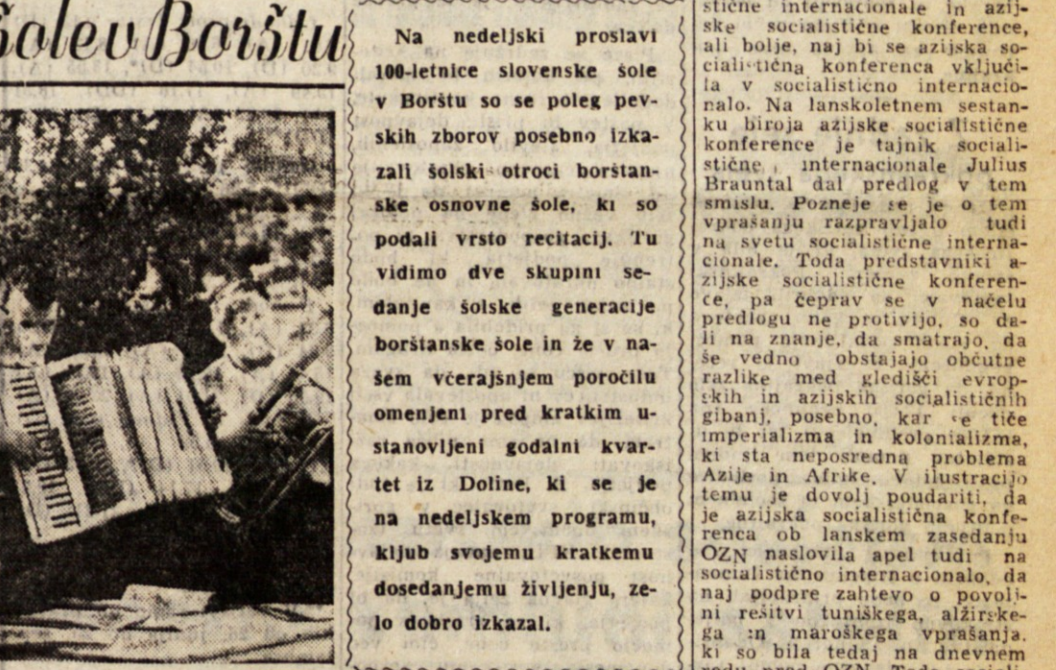 šole v Borštu
Na nedeljski proslavi
100-letnice slovenske šole
v Borštu so se poleg pev-
skih zborov posebno izka-
zali šolski otroci borštan-
ske osnovne šole, ki so
podali vrsto recitacij. Tu
vidimo dve skupini se-
danje šolske generacije
borštanske šole in že v na-
šem včerajšnjem poročilu
omenjeni pred kratkim u-
stanovljeni godalni kvar-
tet iz Doline, ki se je
na nedeljskem programu,
kljub svojemu kratkemu
dosedanjemu življenju, ze-
lo dobro izkazal.
stične internacionale in azij-
ske socialistične konference,
ali bolje, naj bi se azijska so-
cialistična konferenca vključi-
la v socialistično internacio-
nalo. Na lanskoletnem sestan-
ku biroja azijske socialistične
konference je tajnik sociali-
stične internacionale Julius
Brauntal dal predlog v tem
smislu. Pozneje se je o tem
vprašanju razpravljalo tudi
na svetu socialistične interna-
cionale. Toda predstavniki a-
zijske socialistične konferen-
ce, pa čeprav se v načelu
predlogu ne protivijo, so da-
li na znanje, da smatrajo, da
še vedno obstajajo občutne
razlike med gledišči evrop-
skih in azijskih socialističnih
gibanj, posebno, kar se tiče
imperializma in kolonializma,
ki sta neposredna problema
Azije in Afrike. V ilustracijo
temu je dovolj poudariti, da
je azijska socialistična konfe-
renca ob lanskem zasedanju
OZN naslovila apel tudi na
socialistično internacionalo, da
naj podpre zahtevo o povolj-
ni rešitvi tuniškega, alžirske-
ga in maroškega vprašanja.
ki so bila tedaj na dnevnem